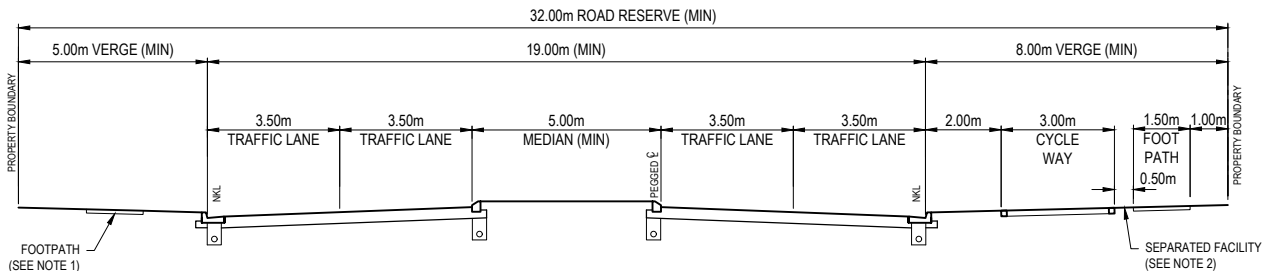 32.00m ROAD RESERVE (MIN)
5.00m VERGE (MIN)
19.00m (MIN)
8.00m VERGE (MIN)
PROPERTY BOUNDARY
3.50m
TRAFFIC LANE
3.50m
TRAFFIC LANE
5.00m
MEDIAN (MIN)
3.50m
TRAFFIC LANE
3.50m
TRAFFIC LANE
2.00m
3.00m
CYCLE
WAY
1.50m
FOOT
PATH
1.00m
0.50m
PROPERTY BOUNDARY
NKL
PEGGED ℄
NKL
FOOTPATH
(SEE NOTE 1)
SEPARATED FACILITY
(SEE NOTE 2)